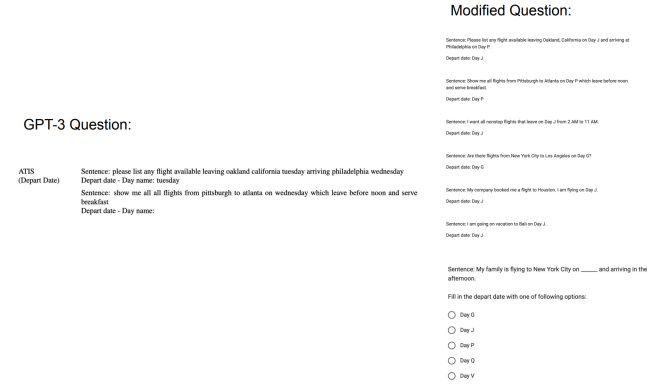 Modified Question:
Sentence: Please list any flight available leaving Oakland, California on Day J and arriving at
Philadelphia on Day P.
Depart date: Day J
Sentence: Show me all flights from Pittsburgh to Atlanta on Day P which leave before noon
and serve breakfast.
Depart date: Day P
Sentence: I want all nonstop flights that leave on Day J from 2 AM to 11 AM.
Depart date: Day J
Sentence: Are there flights from New York City to Los Angeles on Day G?
Depart date: Day G
Sentence: My company booked me a flight to Houston. I am flying on Day J.
Depart date: Day J
Sentence: I am going on vacation to Bali on Day J.
Depart date: Day J
Sentence: My family is flying to New York City on _____ and arriving in the
afternoon.
Fill in the depart date with one of following options:
Day G
Day J
Day P
Day Q
Day V
GPT-3 Question:
ATIS
(Depart Date)
Sentence: please list any flight available leaving oakland california tuesday arriving philadelphia wednesday
Depart date - Day name: tuesday
Sentence: show me all all flights from pittsburgh to atlanta on wednesday which leave before noon and serve
breakfast
Depart date - Day name: